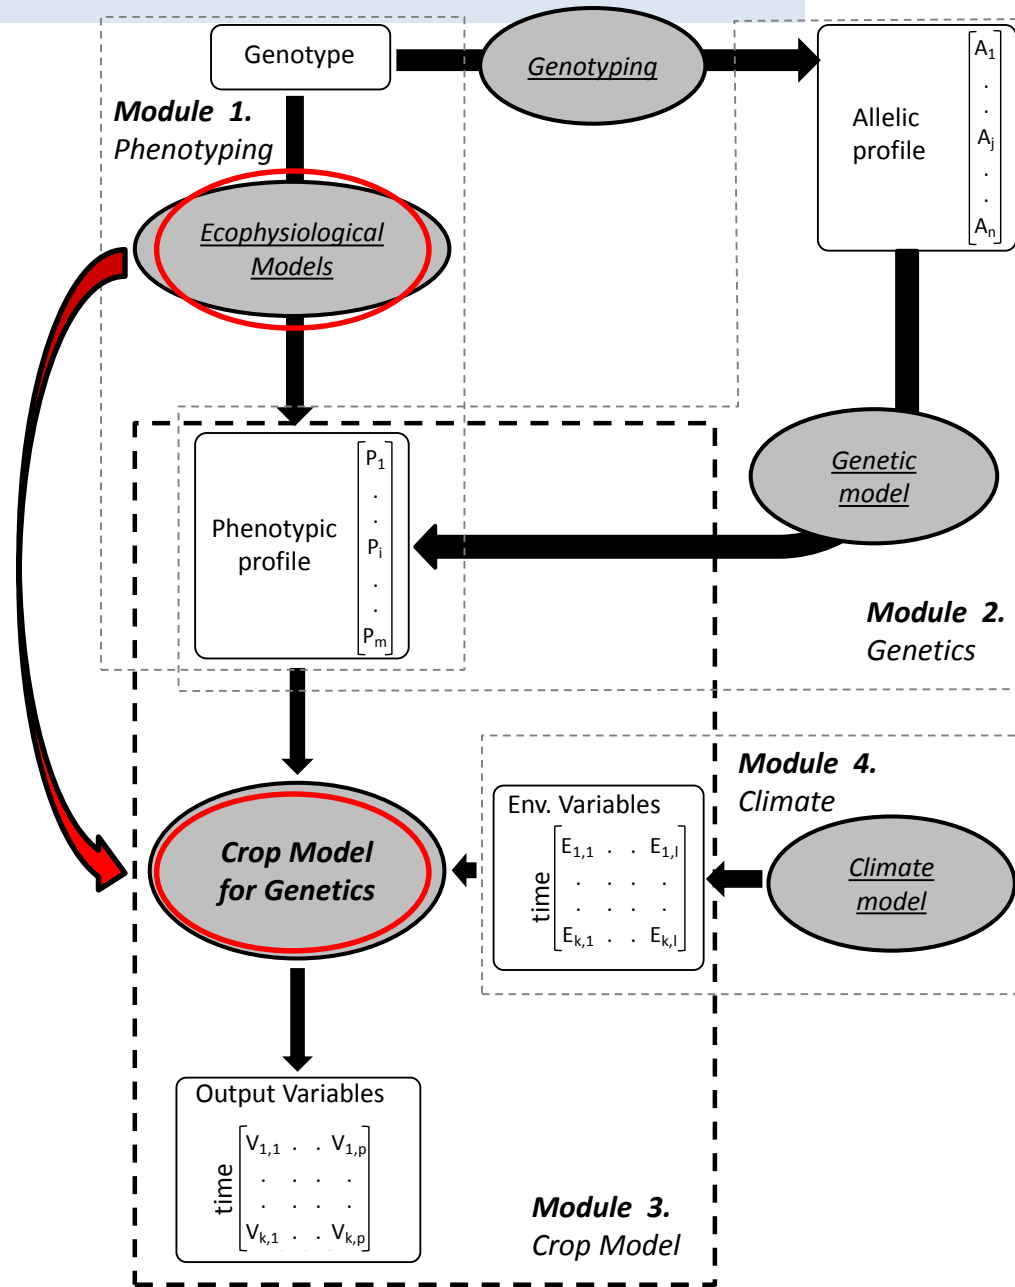 Genotype
Genotyping
Allelic
profile
A1
.
.
Aj
.
.
An
Module 1.
Phenotyping
Ecophysiological
Models
Phenotypic
profile
P1
.
.
Pi
.
.
Pm
Genetic
model
Module 2.
Genetics
Crop Model
for Genetics
Env. Variables
time
E1,1 . . E1,l
. . . .
. . . .
Ek,1 . . Ek,l
Module 4.
Climate
Climate
model
Output Variables
time
V1,1 . . V1,p
. . . .
. . . .
Vk,1 . . Vk,p
Module 3.
Crop Model